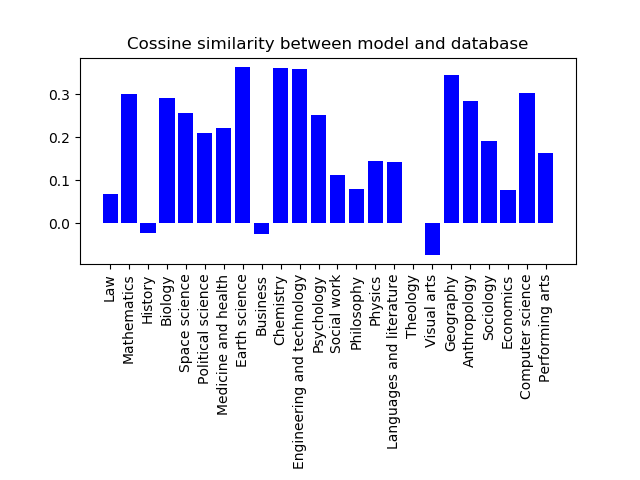 Cossine similarity between model and database
0.3
0.2
0.1
0.0
Law
Mathematics
History
Biology
Space science
Political science
Medicine and health
Earth science
Business
Chemistry
Engineering and technology
Psychology
Social work
Philosophy
Physics
Languages and literature
Theology
Visual arts
Geography
Anthropology
Sociology
Economics
Computer science
Performing arts